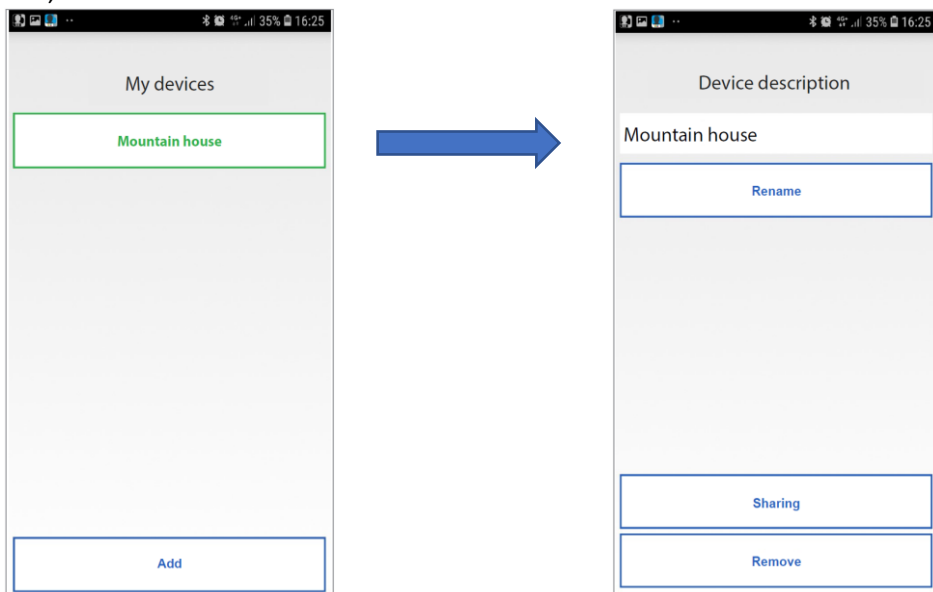 35% 16:25
My devices
Mountain house
Add
35% 16:25
Device description
Mountain house
Rename
Sharing
Remove